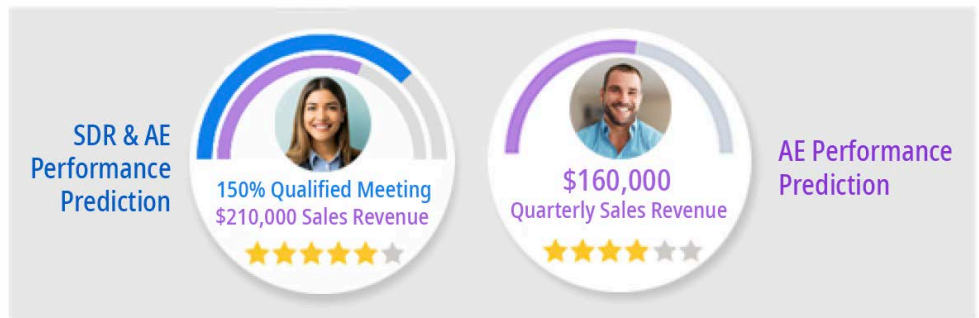 SDR & AE
Performance
Prediction
150% Qualified Meeting
$210,000 Sales Revenue
$160,000
Quarterly Sales Revenue
AE Performance
Prediction